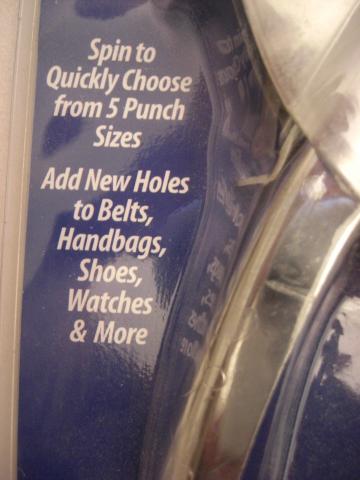 Spin to
Quickly Choose
from 5 Punch
Sizes
Add New Holes
to Belts,
Handbags,
Shoes,
Watches
& More